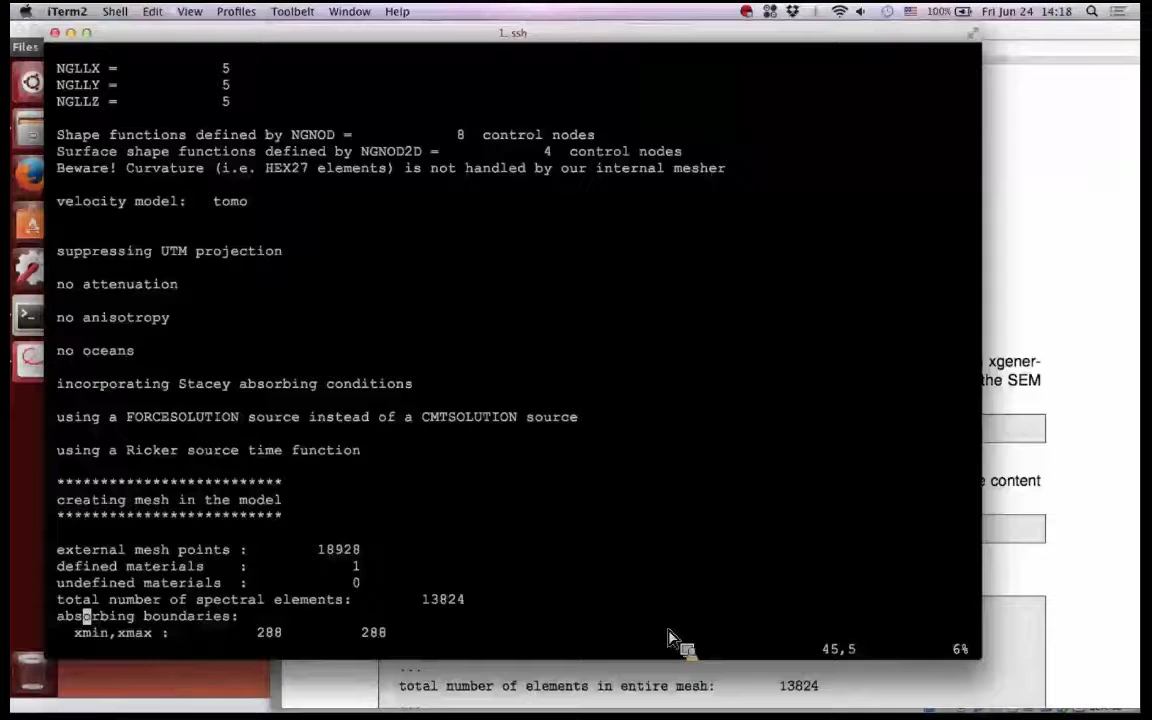 iTerm2 Shell Edit View Profiles Toolbelt Window Help 100% Fri Jun 24 14:18
Files
1. ssh
NGLLX = 5
NGLLY = 5
NGLLZ = 5
Shape functions defined by NGNOD = 8 control nodes
Surface shape functions defined by NGNOD2D = 4 control nodes
Beware! Curvature (i.e. HEX27 elements) is not handled by our internal mesher
velocity model: tomo
suppressing UTM projection
no attenuation
no anisotropy
no oceans
incorporating Stacey absorbing conditions
using a FORCESOLUTION source instead of a CMTSOLUTION source
using a Ricker source time function
**************************
creating mesh in the model
**************************
external mesh points : 18928
defined materials : 1
undefined materials : 0
total number of spectral elements: 13824
absorbing boundaries:
xmin,xmax : 288 288
45,5 6%
xgener-
the SEM
content
...
total number of elements in entire mesh: 13824
...